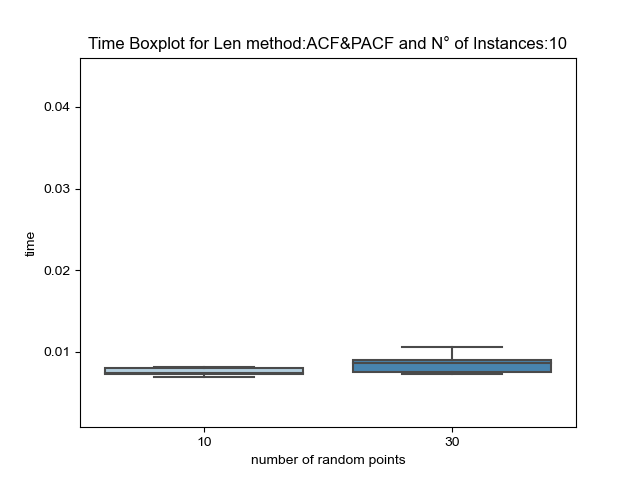 Time Boxplot for Len method:ACF&PACF and N° of Instances:10
0.04
0.03
0.02
0.01
time
10
30
number of random points